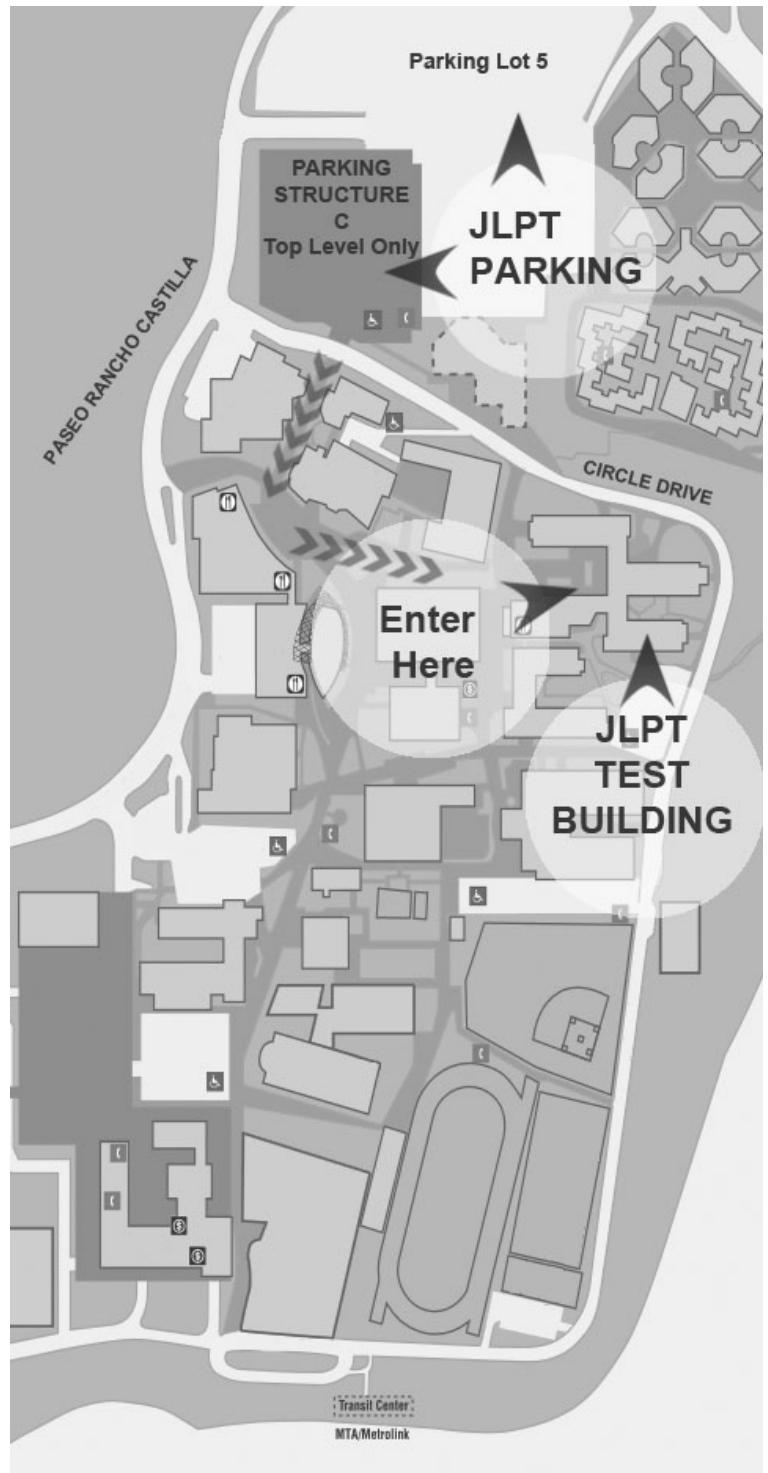 Parking Lot 5
PARKING
STRUCTURE
C
Top Level Only
JLPT
PARKING
PASEO RANCHO CASTILLA
CIRCLE DRIVE
Enter
Here
JLPT
TEST
BUILDING
Transit Center
MTA/Metrolink